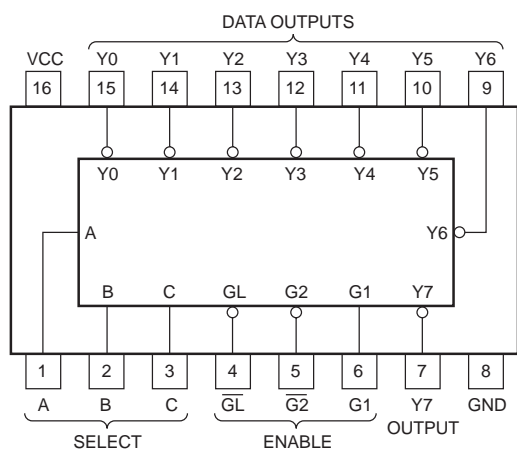 DATA OUTPUTS
VCC Y0 Y1 Y2 Y3 Y4 Y5 Y6
16 15 14 13 12 11 10 9
Y0 Y1 Y2 Y3 Y4 Y5
A Y6
B C GL G2 G1 Y7
1 2 3 4 5 6 7 8
A B C G̅L̅ G̅2̅ G1 Y7 GND
OUTPUT
SELECT ENABLE